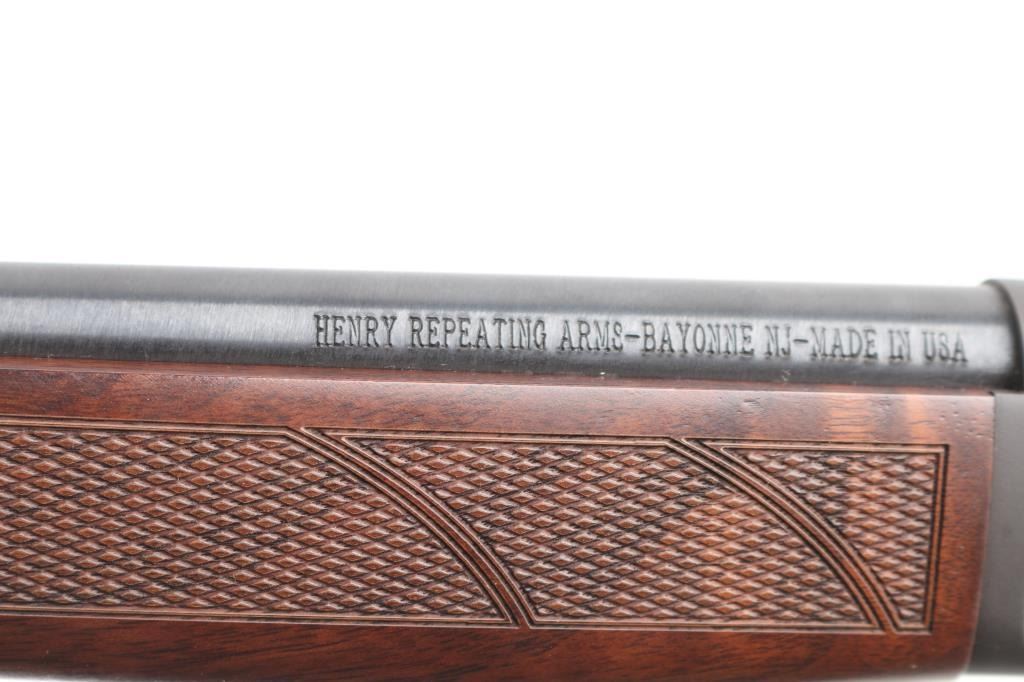 HENRY REPEATING ARMS-BAYONNE NJ-MADE IN USA